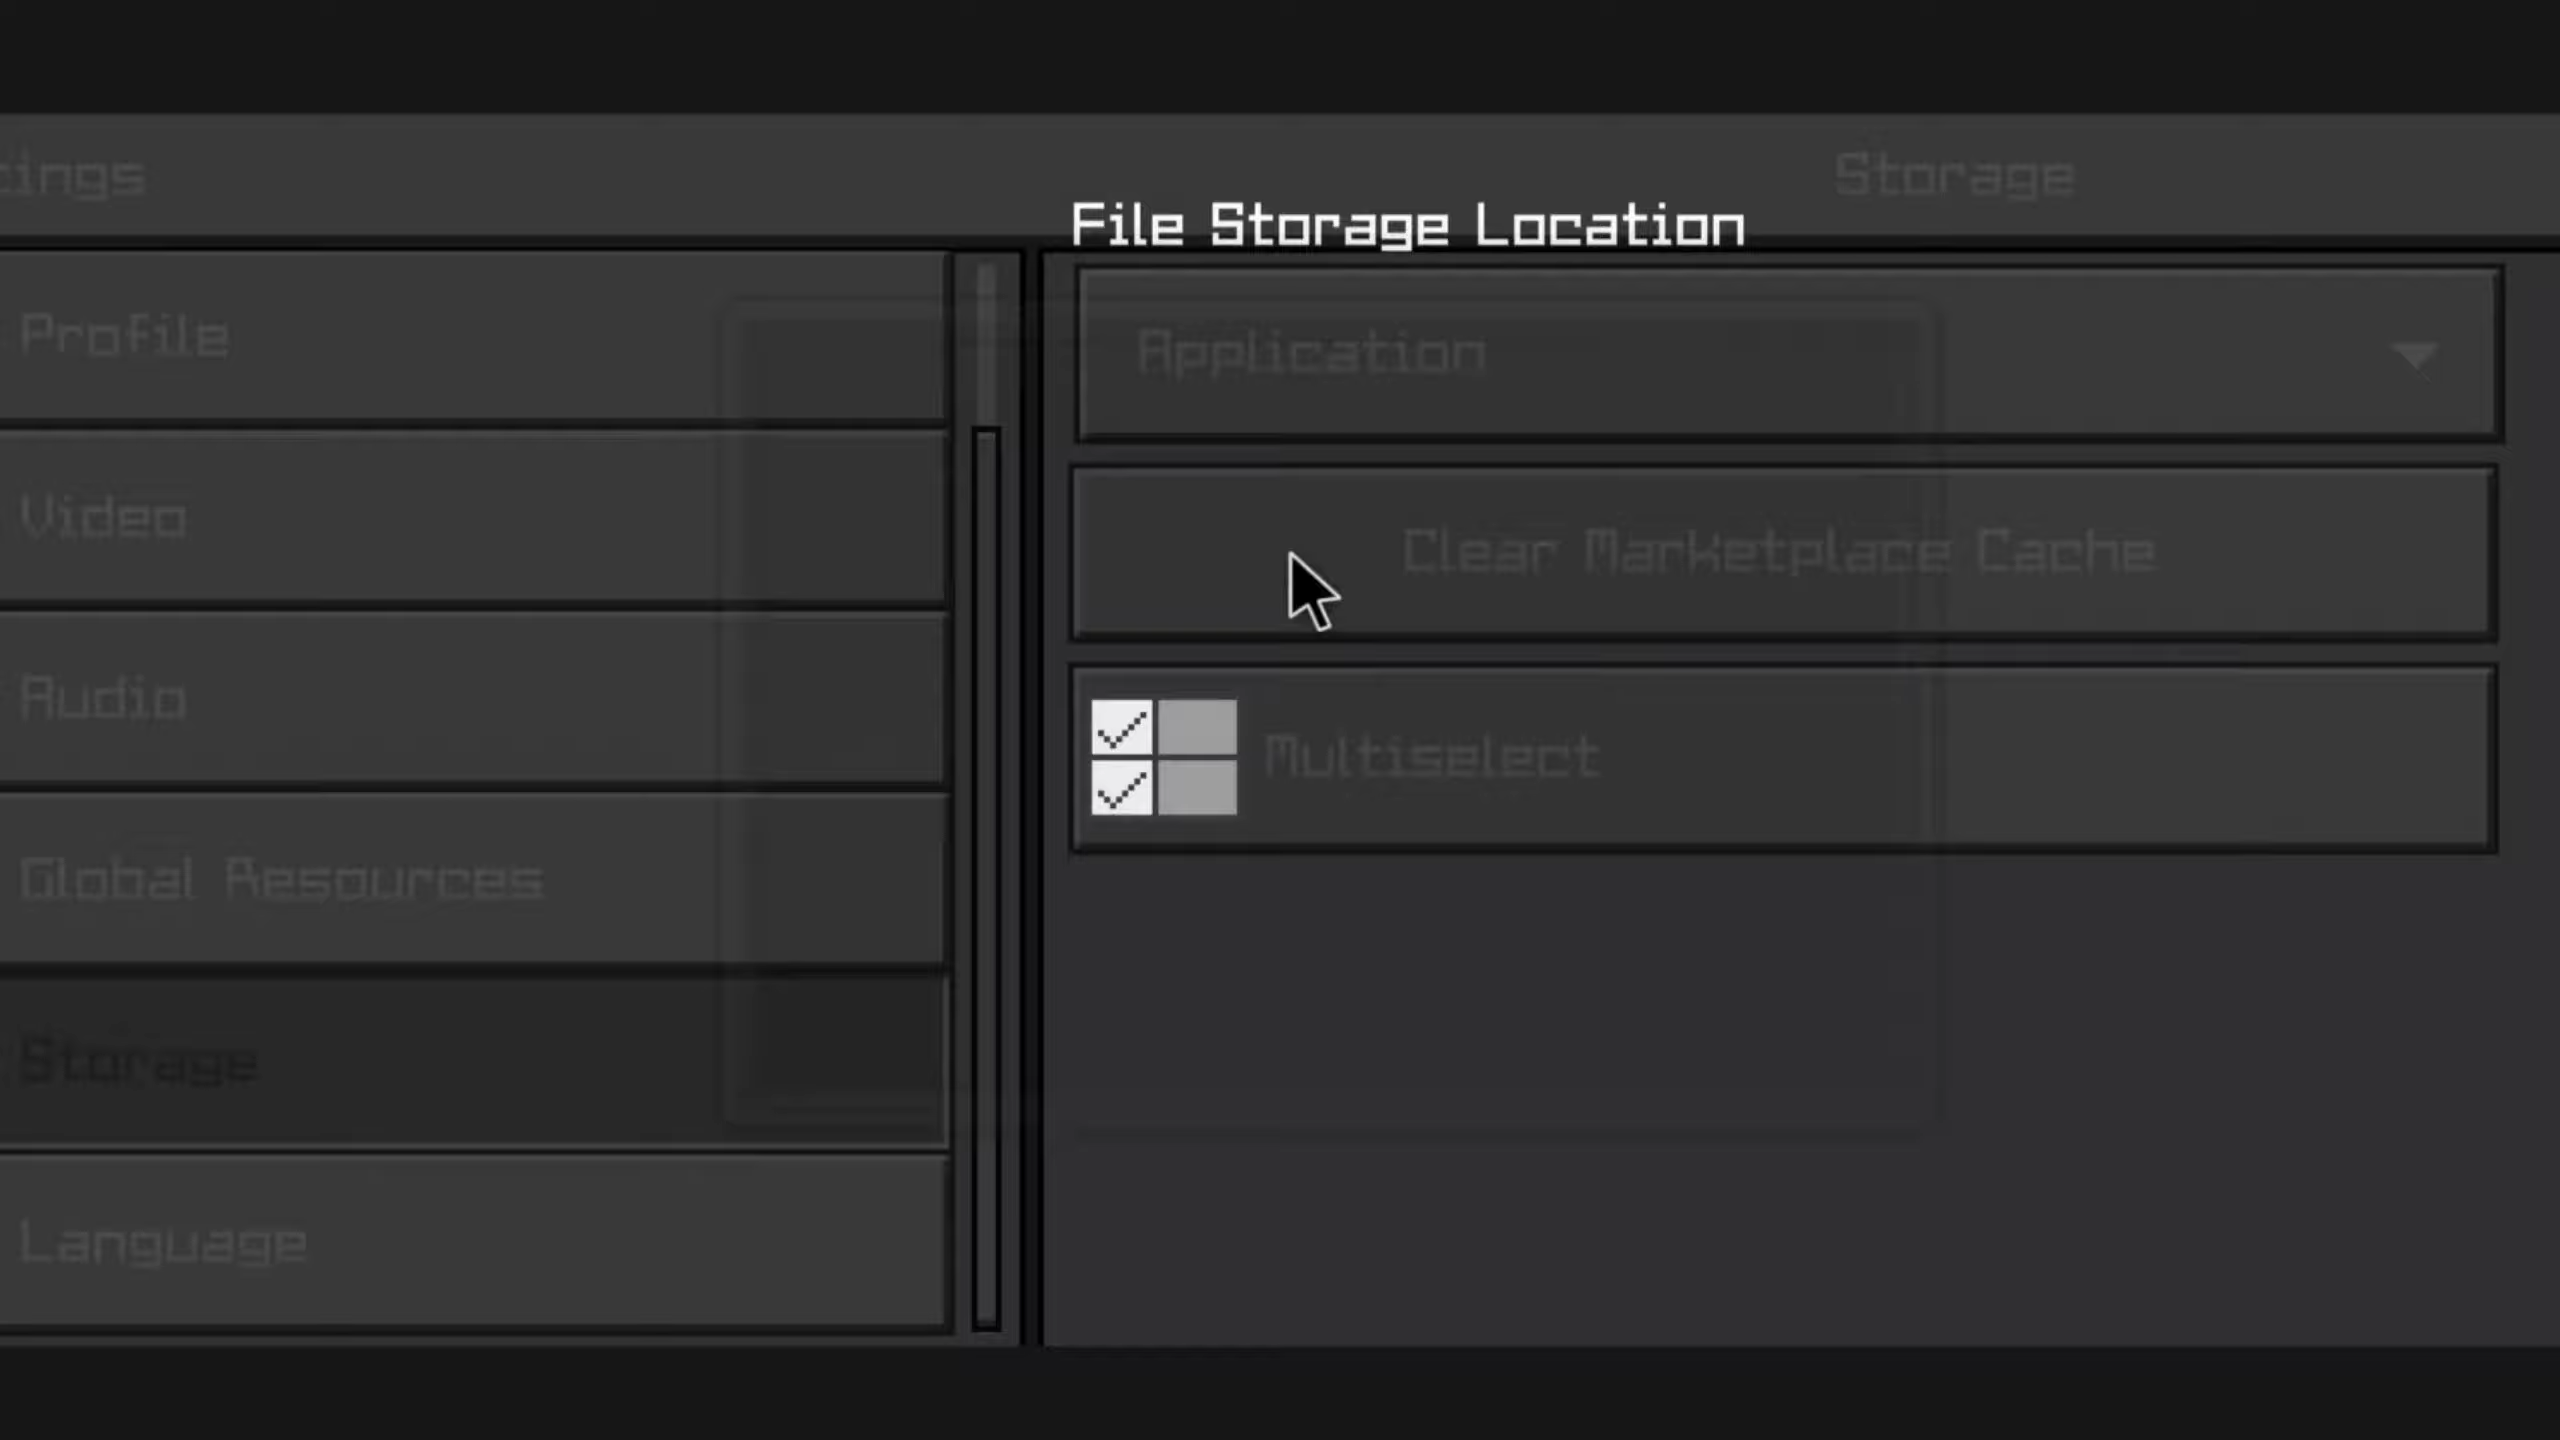 tings
Storage
File Storage Location
Profile
Application
Video
Clear Marketplace Cache
Audio
Multiselect
Global Resources
Storage
Language